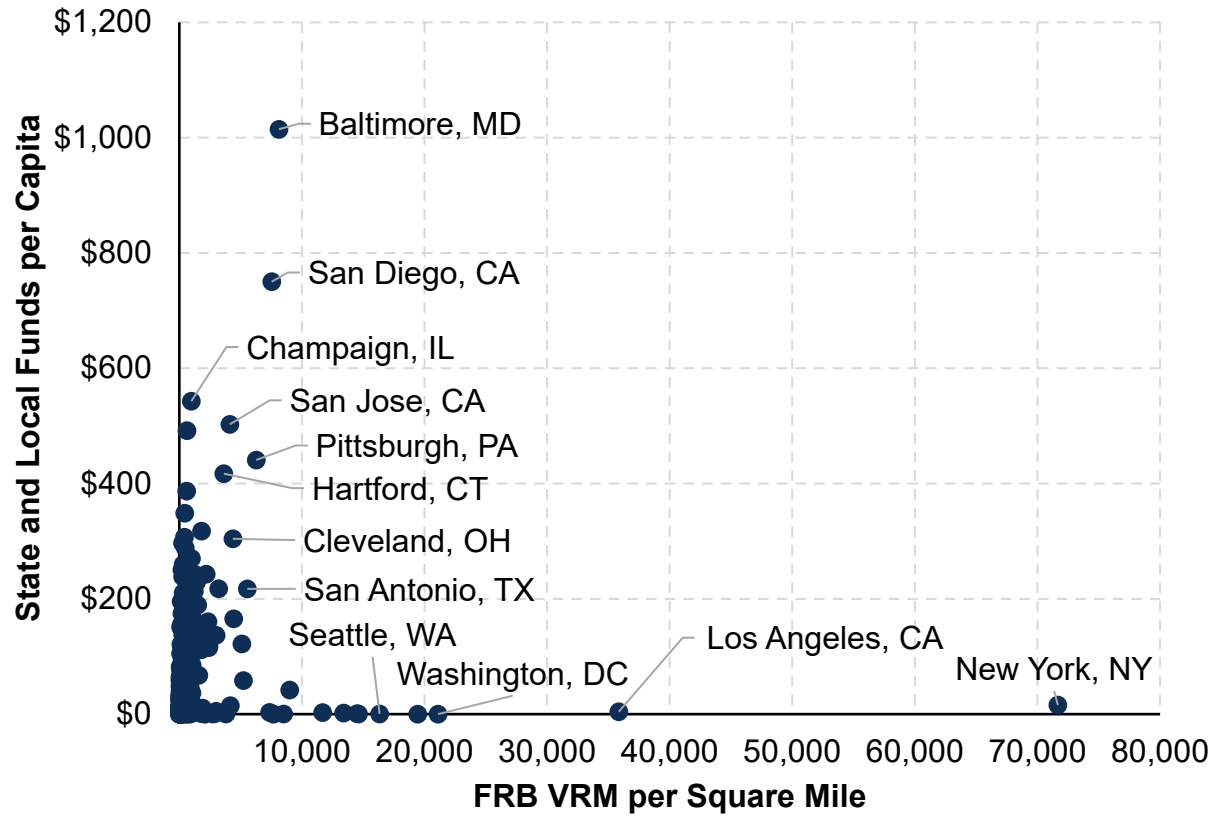 $1,200
$1,000
$800
$600
$400
$200
$0
State and Local Funds per Capita
Baltimore, MD
San Diego, CA
Champaign, IL
San Jose, CA
Pittsburgh, PA
Hartford, CT
Cleveland, OH
San Antonio, TX
Seattle, WA
Washington, DC
Los Angeles, CA
New York, NY
10,000 20,000 30,000 40,000 50,000 60,000 70,000 80,000
FRB VRM per Square Mile